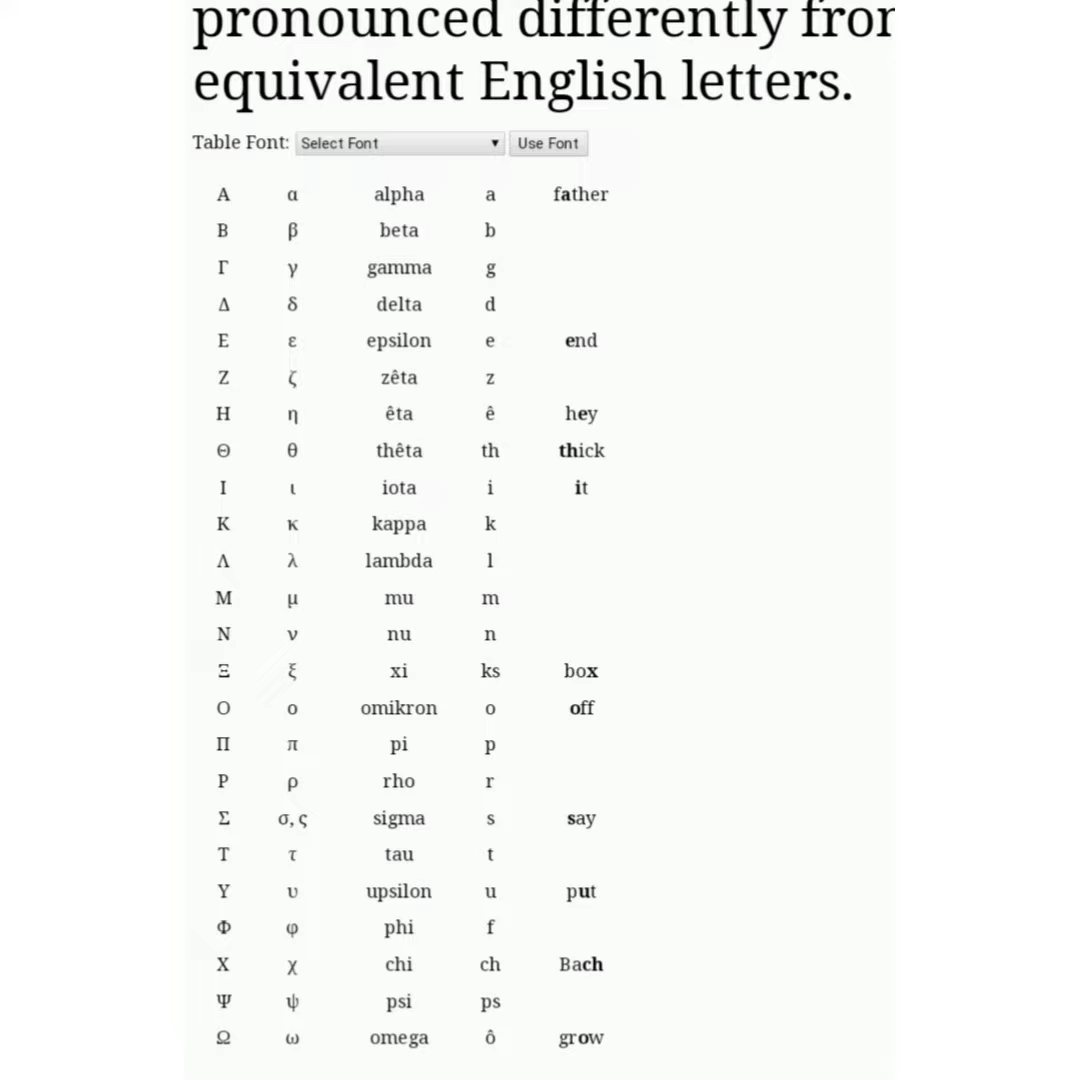 pronounced differently from
equivalent English letters.
Table Font: Select Font ▼ Use Font
Α α alpha a father
Β β beta b
Γ γ gamma g
Δ δ delta d
Ε ε epsilon e end
Ζ ζ zêta z
Η η êta ê hey
Θ θ thêta th thick
Ι ι iota i it
Κ κ kappa k
Λ λ lambda l
Μ μ mu m
Ν ν nu n
Ξ ξ xi ks box
Ο ο omikron o off
Π π pi p
Ρ ρ rho r
Σ σ, ς sigma s say
Τ τ tau t
Υ υ upsilon u put
Φ φ phi f
Χ χ chi ch Bach
Ψ ψ psi ps
Ω ω omega ô grow